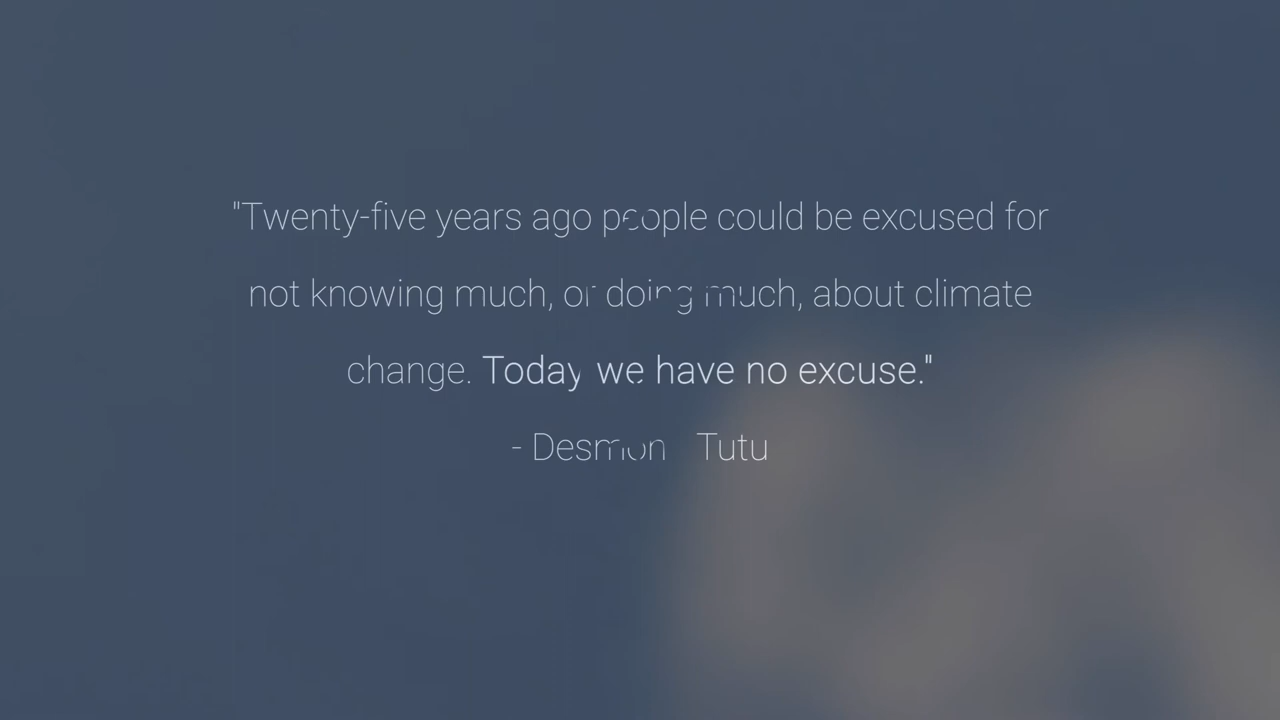 "Twenty-five years ago people could be excused for
not knowing much, or doing much, about climate
change. Today we have no excuse."
- Desmon Tutu